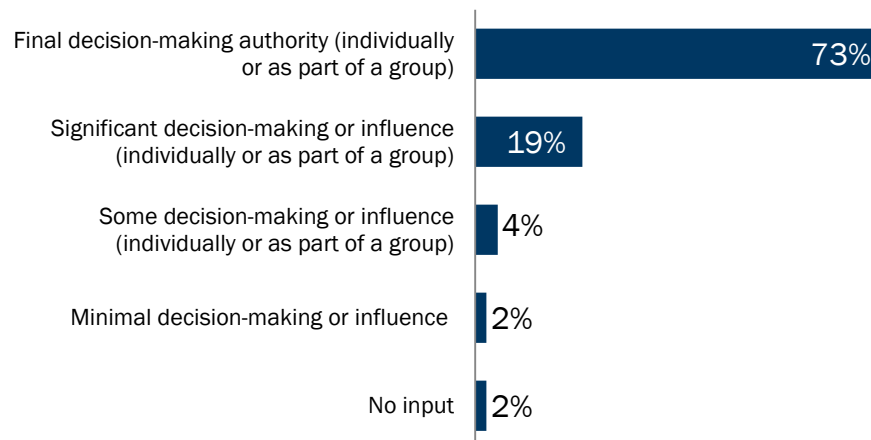 Final decision-making authority (individually
or as part of a group)
73%
Significant decision-making or influence
(individually or as part of a group)
19%
Some decision-making or influence
(individually or as part of a group)
4%
Minimal decision-making or influence
2%
No input
2%